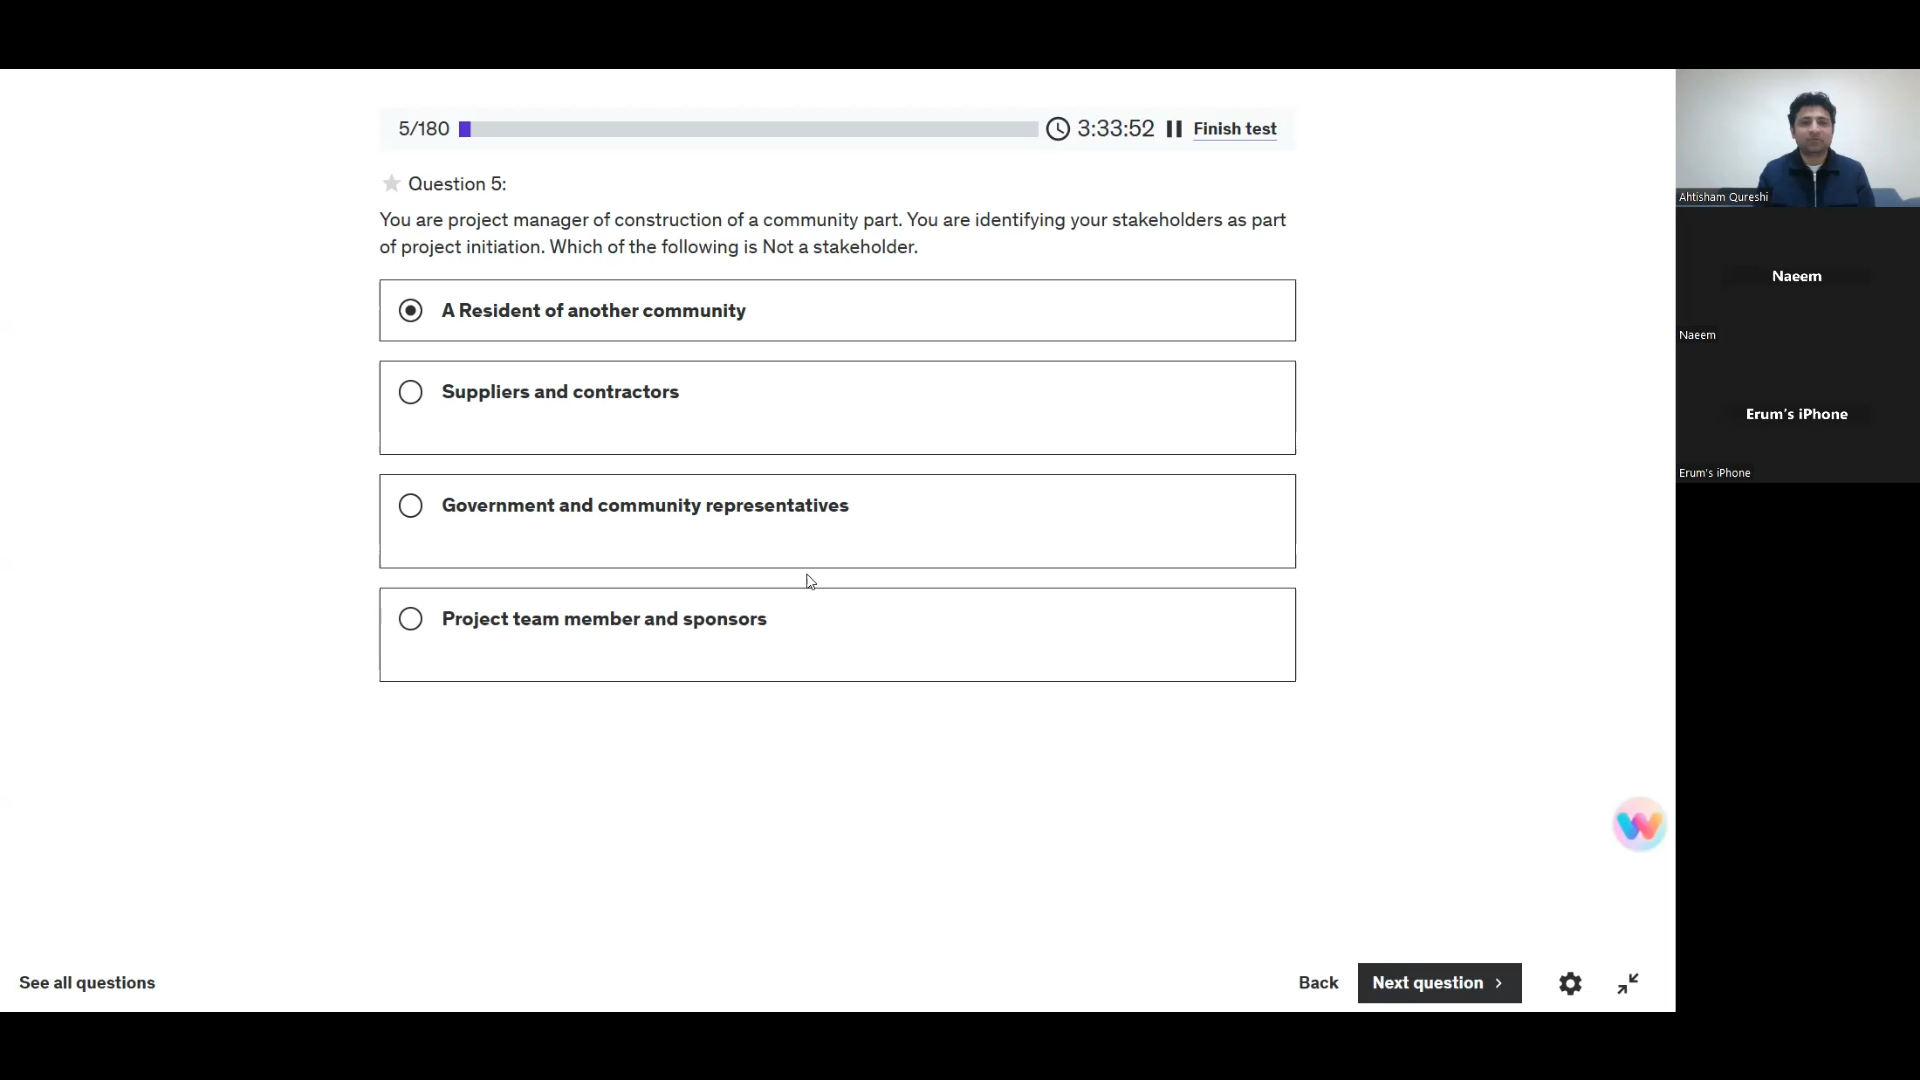 5/180
3:33:52
Finish test
Question 5:
You are project manager of construction of a community part. You are identifying your stakeholders as part
of project initiation. Which of the following is Not a stakeholder.
A Resident of another community
Suppliers and contractors
Government and community representatives
Project team member and sponsors
See all questions
Back
Next question
Ahtisham Qureshi
Naeem
Naeem
Erum's iPhone
Erum's iPhone